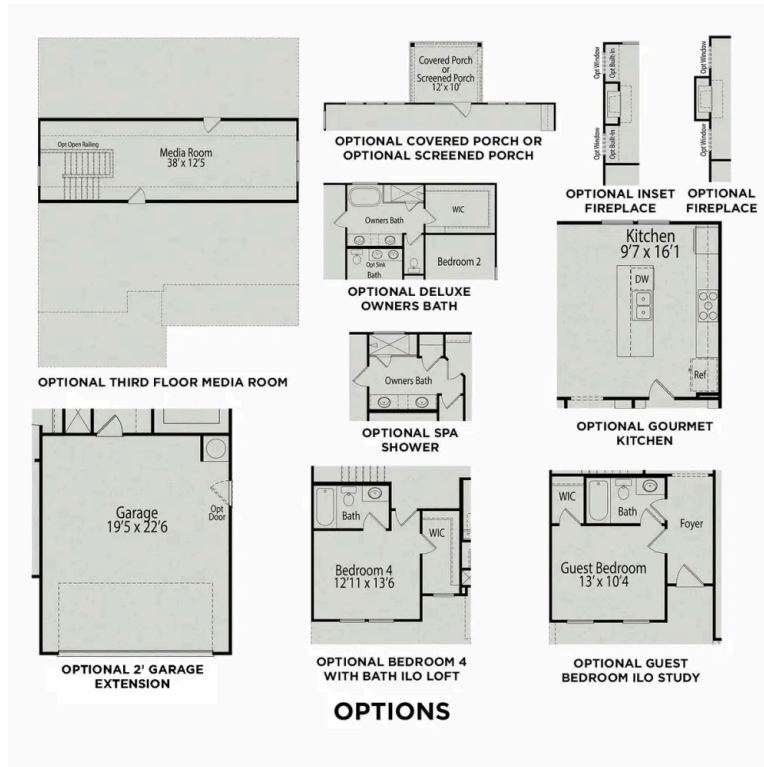 Opt Open Railing
Media Room
38' x 12'5
OPTIONAL THIRD FLOOR MEDIA ROOM
Covered Porch
or
Screened Porch
12' x 10'
OPTIONAL COVERED PORCH OR
OPTIONAL SCREENED PORCH
Opt Window
Opt Built-In
Opt Window
Opt Built-In
OPTIONAL INSET
FIREPLACE
Opt Window
Opt Window
OPTIONAL
FIREPLACE
Owners Bath
WIC
Opt Sink
Bath
Bedroom 2
OPTIONAL DELUXE
OWNERS BATH
Kitchen
9'7 x 16'1
DW
Ref
OPTIONAL GOURMET
KITCHEN
Owners Bath
OPTIONAL SPA
SHOWER
Garage
19'5 x 22'6
Opt
Door
OPTIONAL 2' GARAGE
EXTENSION
Bath
WIC
Bedroom 4
12'11 x 13'6
OPTIONAL BEDROOM 4
WITH BATH ILO LOFT
WIC
Bath
Foyer
Guest Bedroom
13' x 10'4
OPTIONAL GUEST
BEDROOM ILO STUDY
OPTIONS